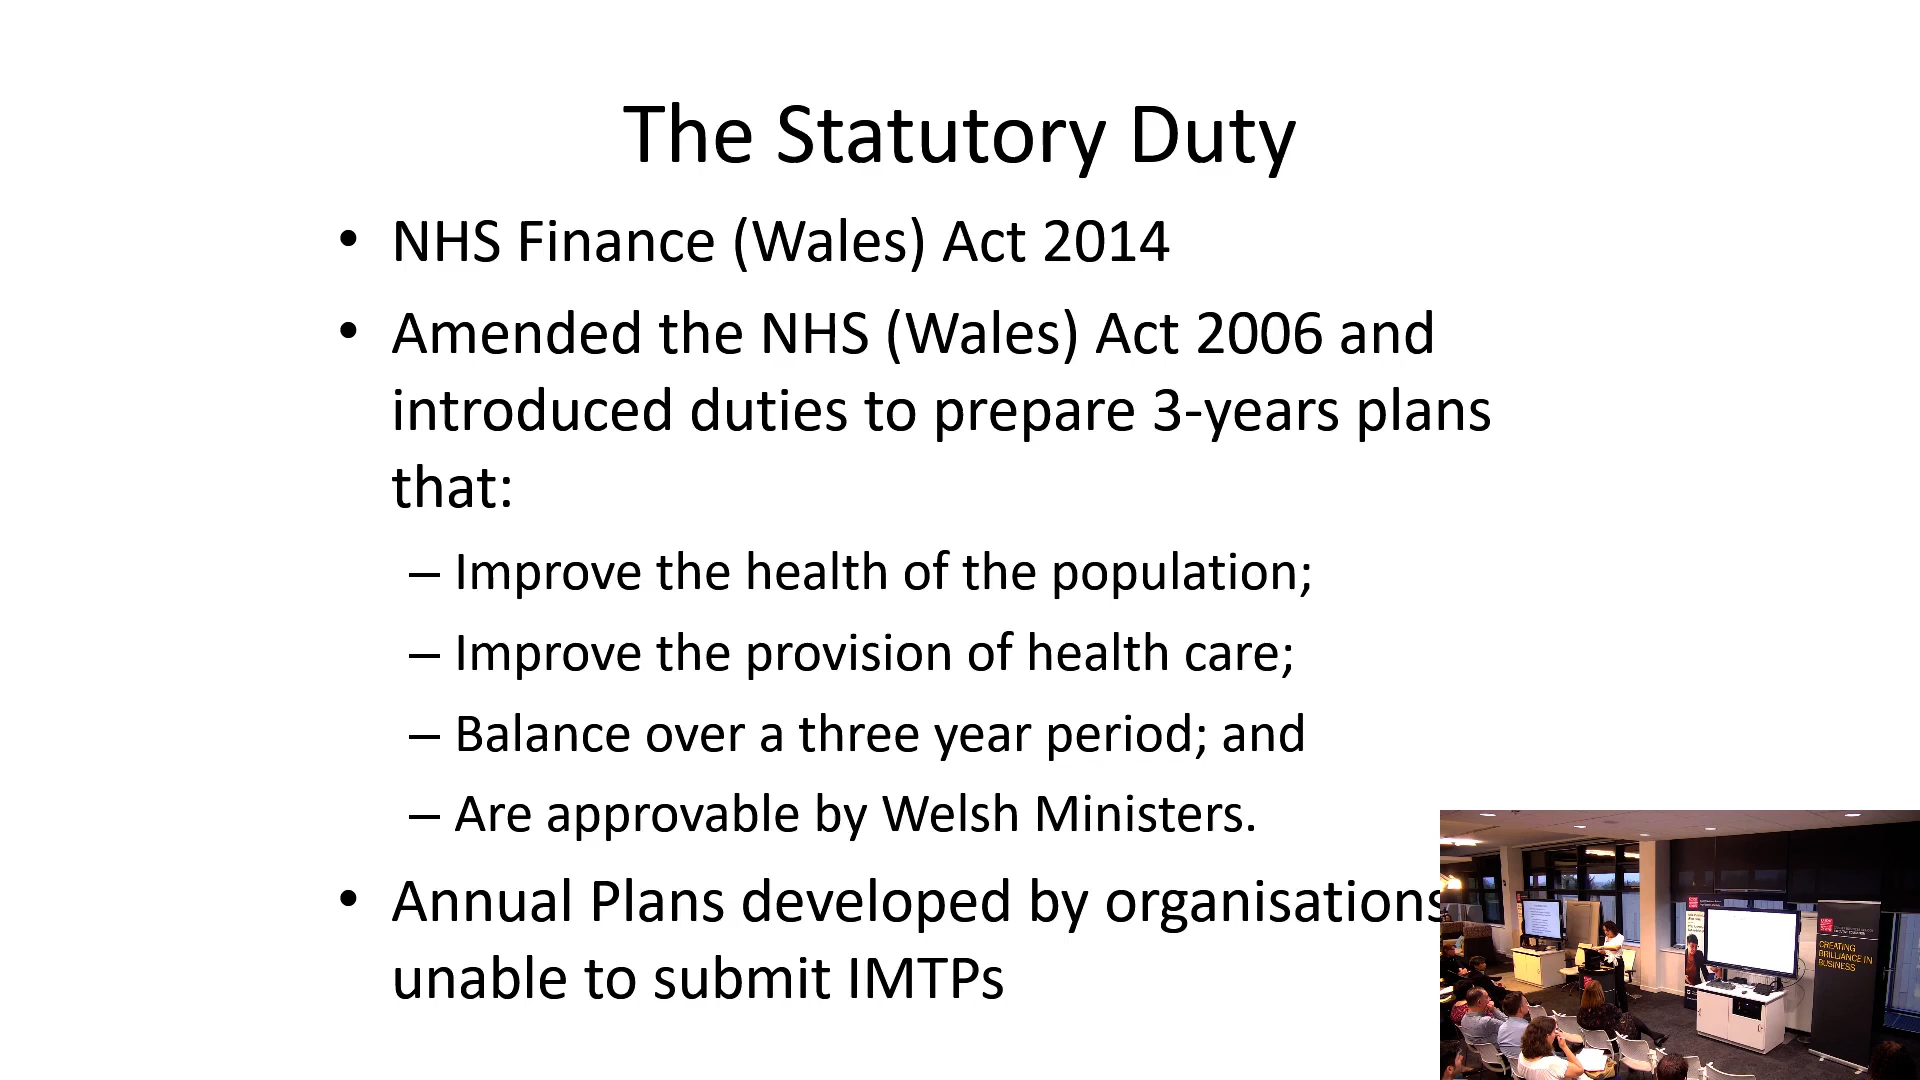 The Statutory Duty
• NHS Finance (Wales) Act 2014
• Amended the NHS (Wales) Act 2006 and
introduced duties to prepare 3-years plans
that:
– Improve the health of the population;
– Improve the provision of health care;
– Balance over a three year period; and
– Are approvable by Welsh Ministers.
• Annual Plans developed by organisations
unable to submit IMTPs
CREATING
BRILLIANCE IN
BUSINESS